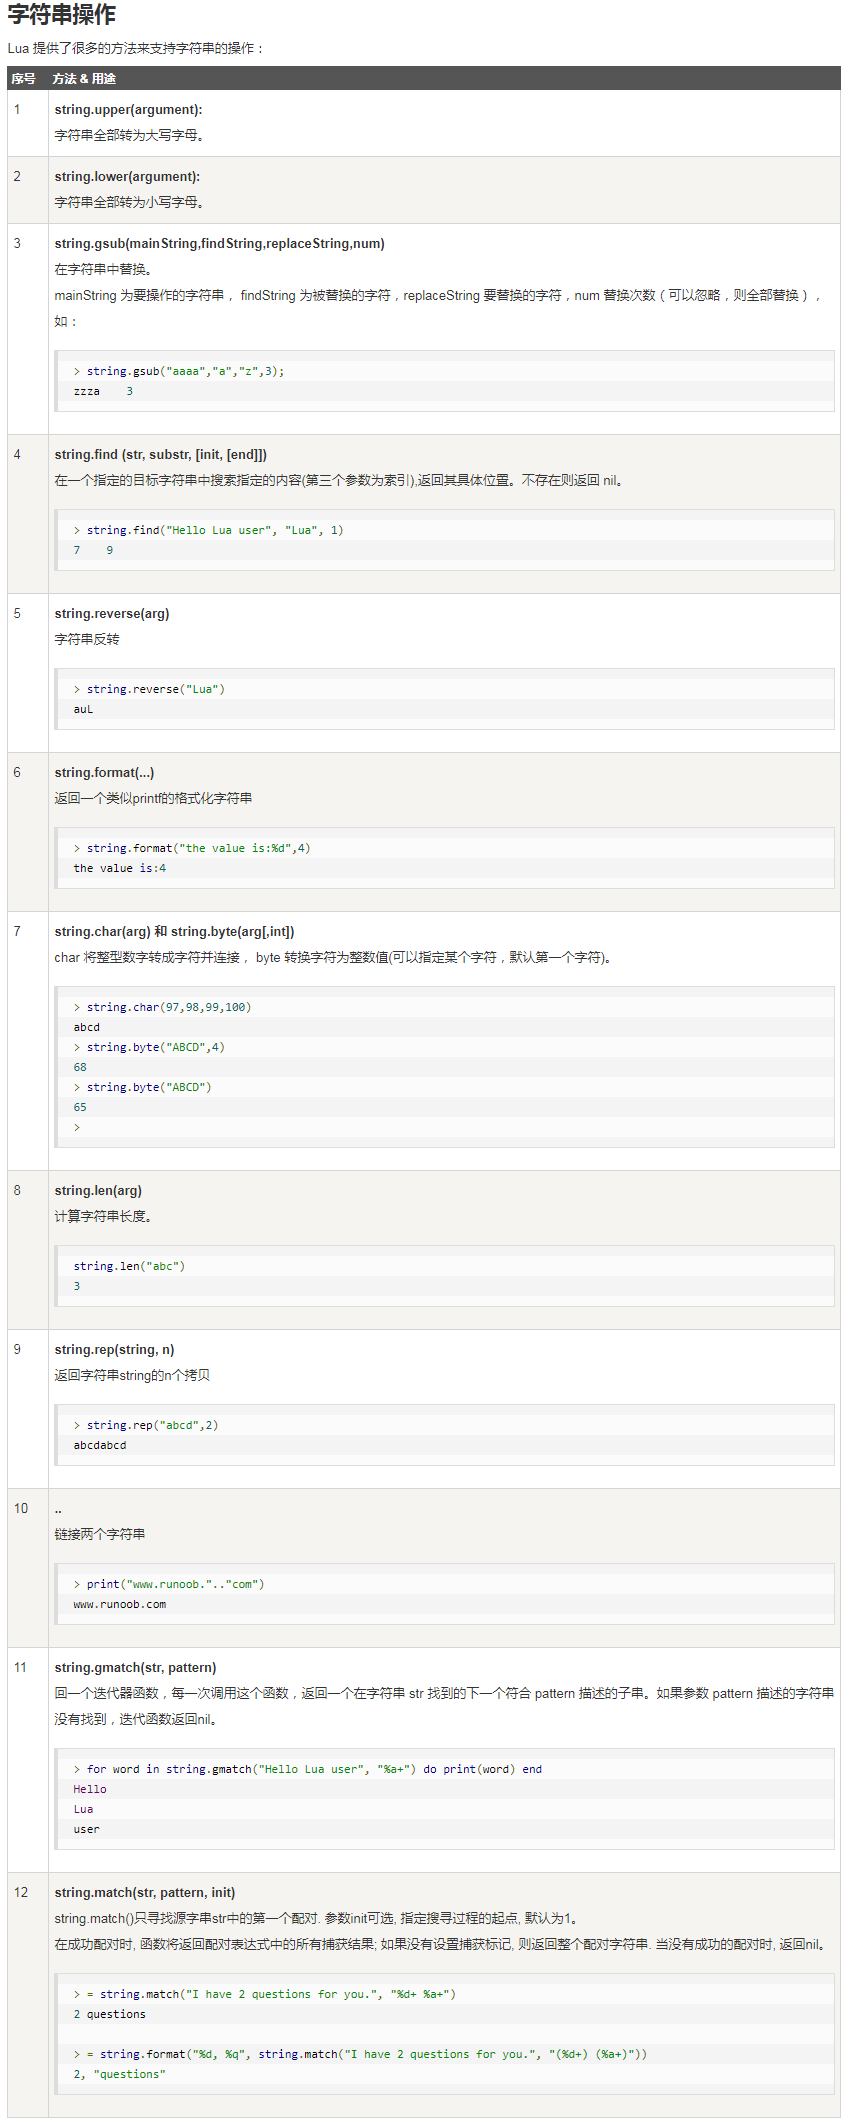 字符串操作
Lua 提供了很多的方法来支持字符串的操作：
序号 方法 & 用途
1 string.upper(argument):
字符串全部转为大写字母。
2 string.lower(argument):
字符串全部转为小写字母。
3 string.gsub(mainString,findString,replaceString,num)
在字符串中替换。
mainString 为要操作的字符串， findString 为被替换的字符，replaceString 要替换的字符，num 替换次数（可以忽略，则全部替换），
如：
> string.gsub("aaaa","a","z",3);
zzza    3
4 string.find (str, substr, [init, [end]])
在一个指定的目标字符串中搜索指定的内容(第三个参数为索引),返回其具体位置。不存在则返回 nil。
> string.find("Hello Lua user", "Lua", 1)
7    9
5 string.reverse(arg)
字符串反转
> string.reverse("Lua")
auL
6 string.format(...)
返回一个类似printf的格式化字符串
> string.format("the value is:%d",4)
the value is:4
7 string.char(arg) 和 string.byte(arg[,int])
char 将整型数字转成字符并连接， byte 转换字符为整数值(可以指定某个字符，默认第一个字符)。
> string.char(97,98,99,100)
abcd
> string.byte("ABCD",4)
68
> string.byte("ABCD")
65
>
8 string.len(arg)
计算字符串长度。
string.len("abc")
3
9 string.rep(string, n)
返回字符串string的n个拷贝
> string.rep("abcd",2)
abcdabcd
10 ..
链接两个字符串
> print("www.runoob.".."com")
www.runoob.com
11 string.gmatch(str, pattern)
回一个迭代器函数，每一次调用这个函数，返回一个在字符串 str 找到的下一个符合 pattern 描述的子串。如果参数 pattern 描述的字符串
没有找到，迭代函数返回nil。
> for word in string.gmatch("Hello Lua user", "%a+") do print(word) end
Hello
Lua
user
12 string.match(str, pattern, init)
string.match()只寻找源字串str中的第一个配对. 参数init可选, 指定搜寻过程的起点, 默认为1。
在成功配对时, 函数将返回配对表达式中的所有捕获结果; 如果没有设置捕获标记, 则返回整个配对字符串. 当没有成功的配对时, 返回nil。
> = string.match("I have 2 questions for you.", "%d+ %a+")
2 questions
> = string.format("%d, %q", string.match("I have 2 questions for you.", "(%d+) (%a+)"))
2, "questions"